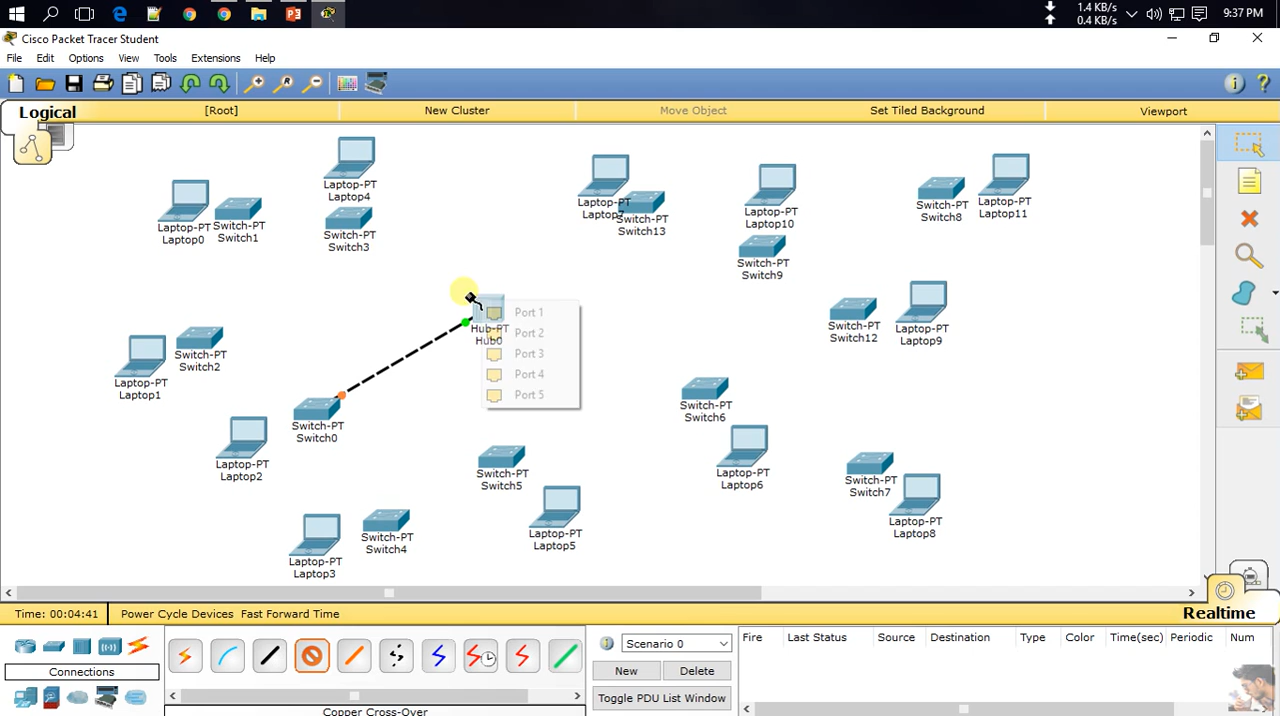 1.4 KB/s
0.4 KB/s
9:37 PM
Cisco Packet Tracer Student
File Edit Options View Tools Extensions Help
Logical
[Root]
New Cluster
Move Object
Set Tiled Background
Viewport
Laptop-PT
Laptop0
Switch-PT
Switch1
Laptop-PT
Laptop4
Switch-PT
Switch3
Laptop-PT
Laptop7
Switch-PT
Switch13
Laptop-PT
Laptop10
Switch-PT
Switch9
Switch-PT
Switch8
Laptop-PT
Laptop11
Hub-PT
Hub0
Port 1
Port 2
Port 3
Port 4
Port 5
Switch-PT
Switch12
Laptop-PT
Laptop9
Switch-PT
Switch2
Laptop-PT
Laptop1
Switch-PT
Switch0
Laptop-PT
Laptop2
Switch-PT
Switch6
Laptop-PT
Laptop6
Switch-PT
Switch5
Laptop-PT
Laptop5
Switch-PT
Switch7
Laptop-PT
Laptop8
Switch-PT
Switch4
Laptop-PT
Laptop3
Time: 00:04:41
Power Cycle Devices Fast Forward Time
Realtime
Connections
Copper Cross-Over
Scenario 0
New
Delete
Toggle PDU List Window
Fire Last Status Source Destination Type Color Time(sec) Periodic Num